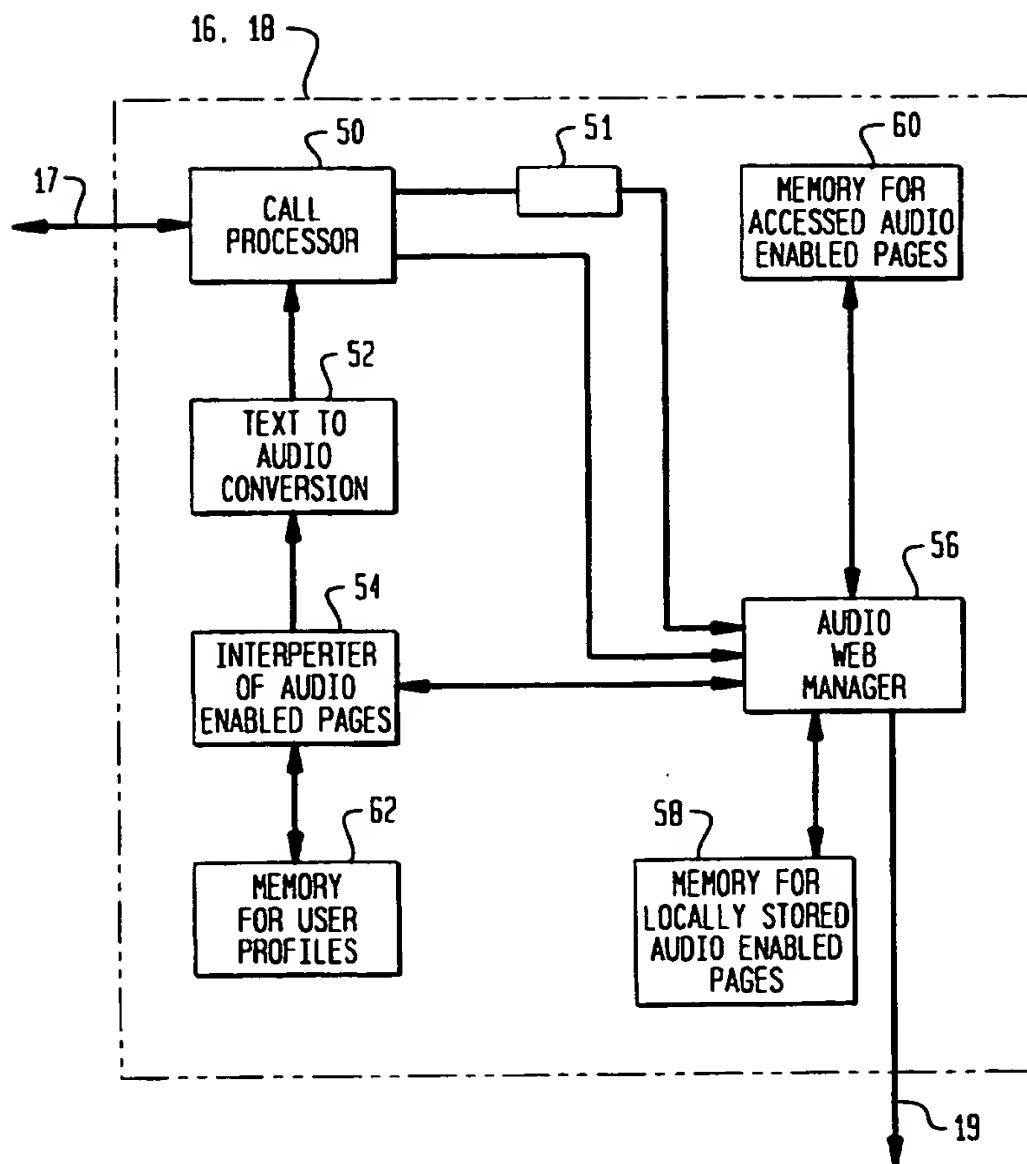 16. 18
50
51
60
17
CALL
PROCESSOR
MEMORY FOR
ACCESSED AUDIO
ENABLED PAGES
52
TEXT TO
AUDIO
CONVERSION
54
56
INTERPERTER
OF AUDIO
ENABLED PAGES
AUDIO
WEB
MANAGER
62
58
MEMORY
FOR USER
PROFILES
MEMORY FOR
LOCALLY STORED
AUDIO ENABLED
PAGES
19